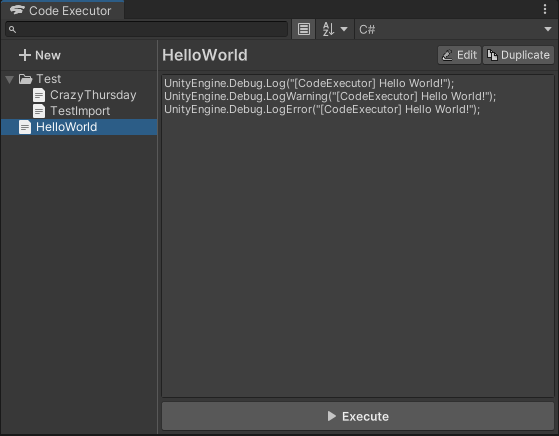 Code Executor
C#
New
HelloWorld
Edit
Duplicate
Test
CrazyThursday
TestImport
HelloWorld
UnityEngine.Debug.Log("[CodeExecutor] Hello World!");
UnityEngine.Debug.LogWarning("[CodeExecutor] Hello World!");
UnityEngine.Debug.LogError("[CodeExecutor] Hello World!");
Execute